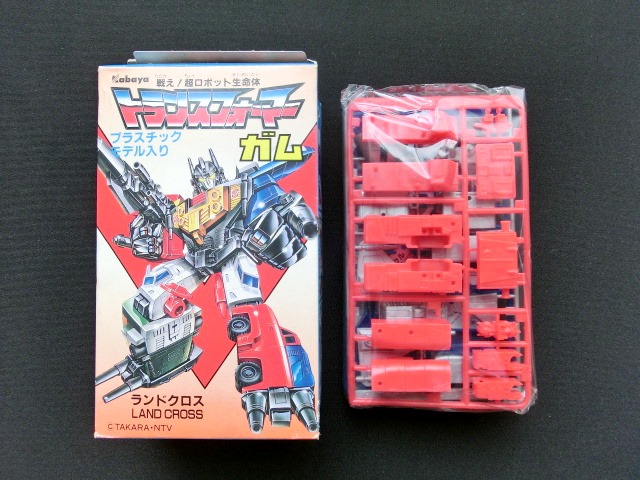 Kabaya
戦え!超ロボット生命体
トランスフォーマー
プラスチック
モデル入り
ガム
ランドクロス
LAND CROSS
© TAKARA・NTV